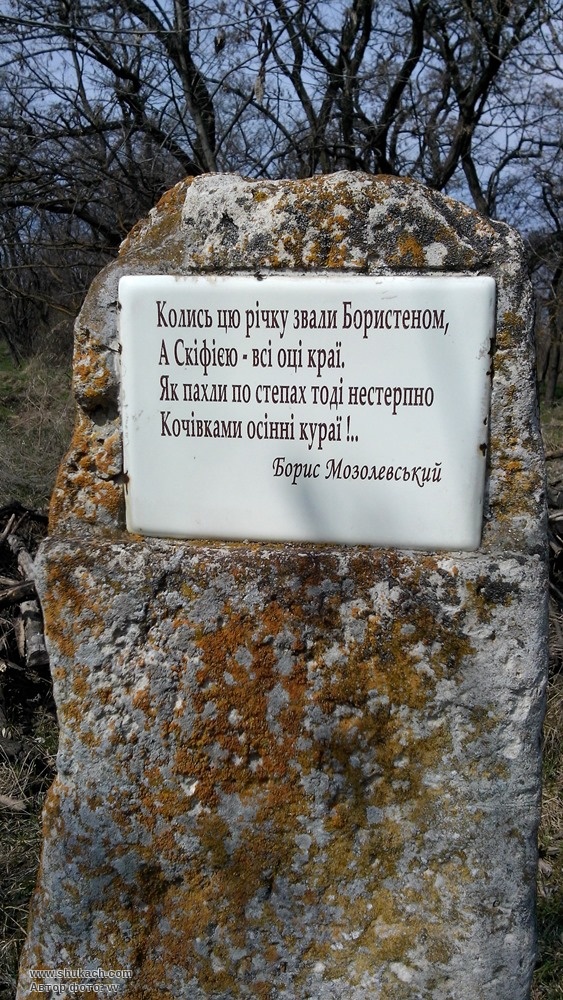 Колись цю річку звали Бористеном,
А Скіфією - всі оці краї.
Як пахли по степах тоді нестерпно
Кочівками осінні кураї !..
Борис Мозолевський
www.shukach.com
Автор фото: vv